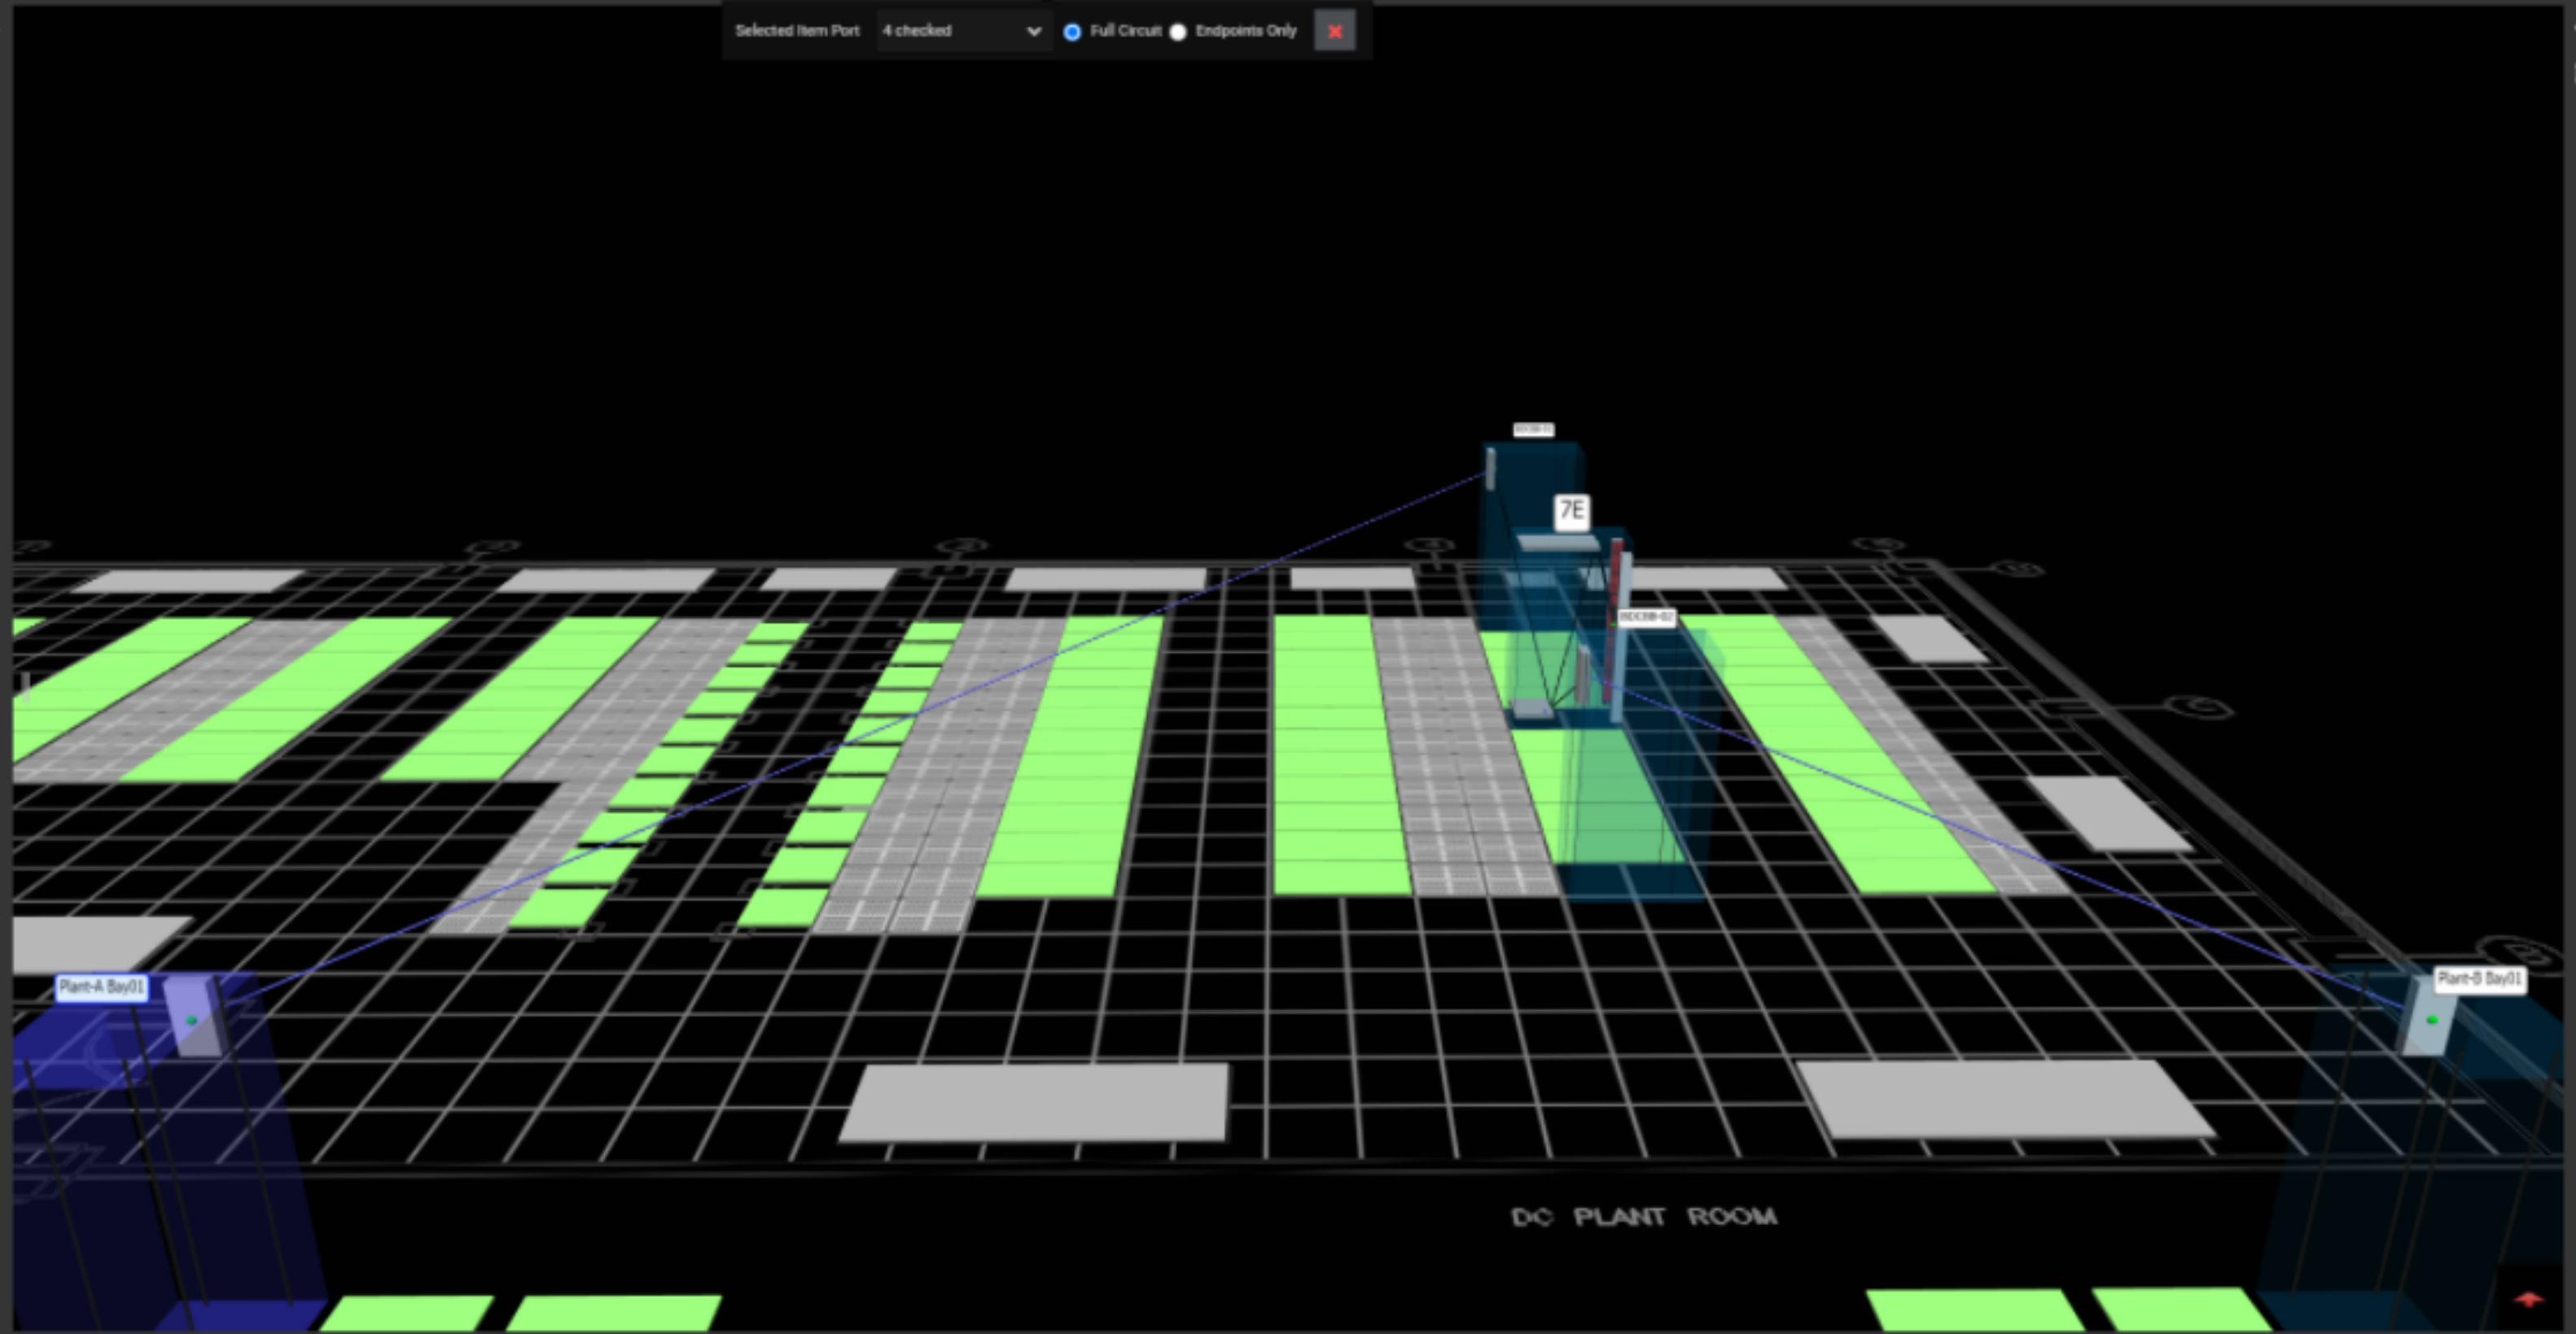 Selected Item Port 4 checked Full Circuit Endpoints Only
7E
Plant-A Bay01
Plant-B Bay01
DC PLANT ROOM